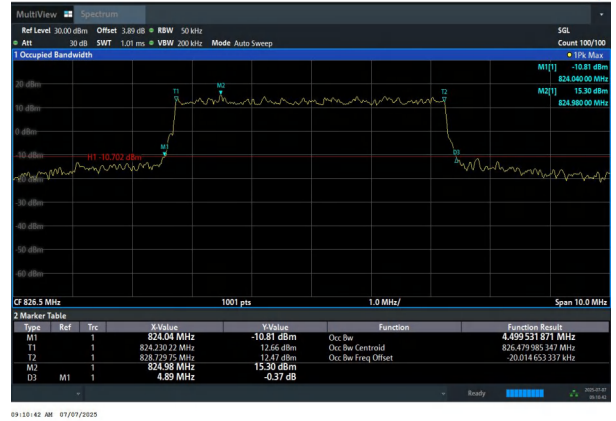 MultiView Spectrum
Ref Level 30.00 dBm Offset 3.89 dB RBW 50 kHz SGL
Att 30 dB SWT 1.01 ms VBW 200 kHz Mode Auto Sweep Count 100/100
1 Occupied Bandwidth 1Pk Max
M1[1] -10.81 dBm
824.040 00 MHz
M2[1] 15.30 dBm
824.980 00 MHz
20 dBm
T1 M2 T2
10 dBm
0 dBm
M1
D3
-10 dBm H1 -10.702 dBm
-20 dBm
-30 dBm
-40 dBm
-50 dBm
-60 dBm
CF 826.5 MHz 1001 pts 1.0 MHz/ Span 10.0 MHz
2 Marker Table
Type Ref Trc X-Value Y-Value Function Function Result
M1 1 824.04 MHz -10.81 dBm Occ Bw 4.499 531 871 MHz
T1 1 824.230 22 MHz 12.66 dBm Occ Bw Centroid 826.479 985 347 MHz
T2 1 828.729 75 MHz 12.47 dBm Occ Bw Freq Offset -20.014 653 337 kHz
M2 1 824.98 MHz 15.30 dBm
D3 M1 1 4.89 MHz -0.37 dB
Ready 2025-07-07
09:10:42
09:10:42 AM 07/07/2025